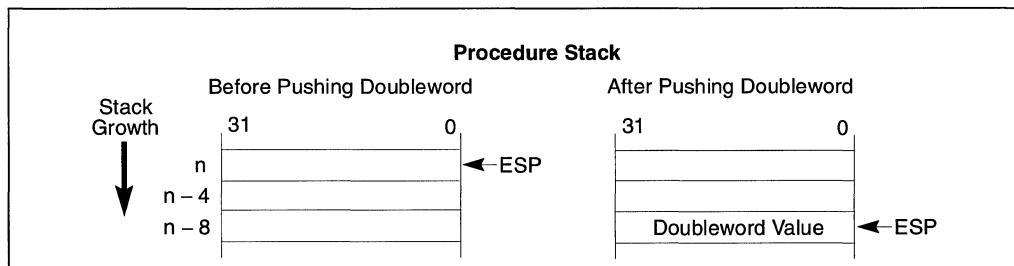 Procedure Stack
Before Pushing Doubleword
After Pushing Doubleword
Stack
Growth
31 0
31 0
n
ESP
n – 4
n – 8
Doubleword Value
ESP